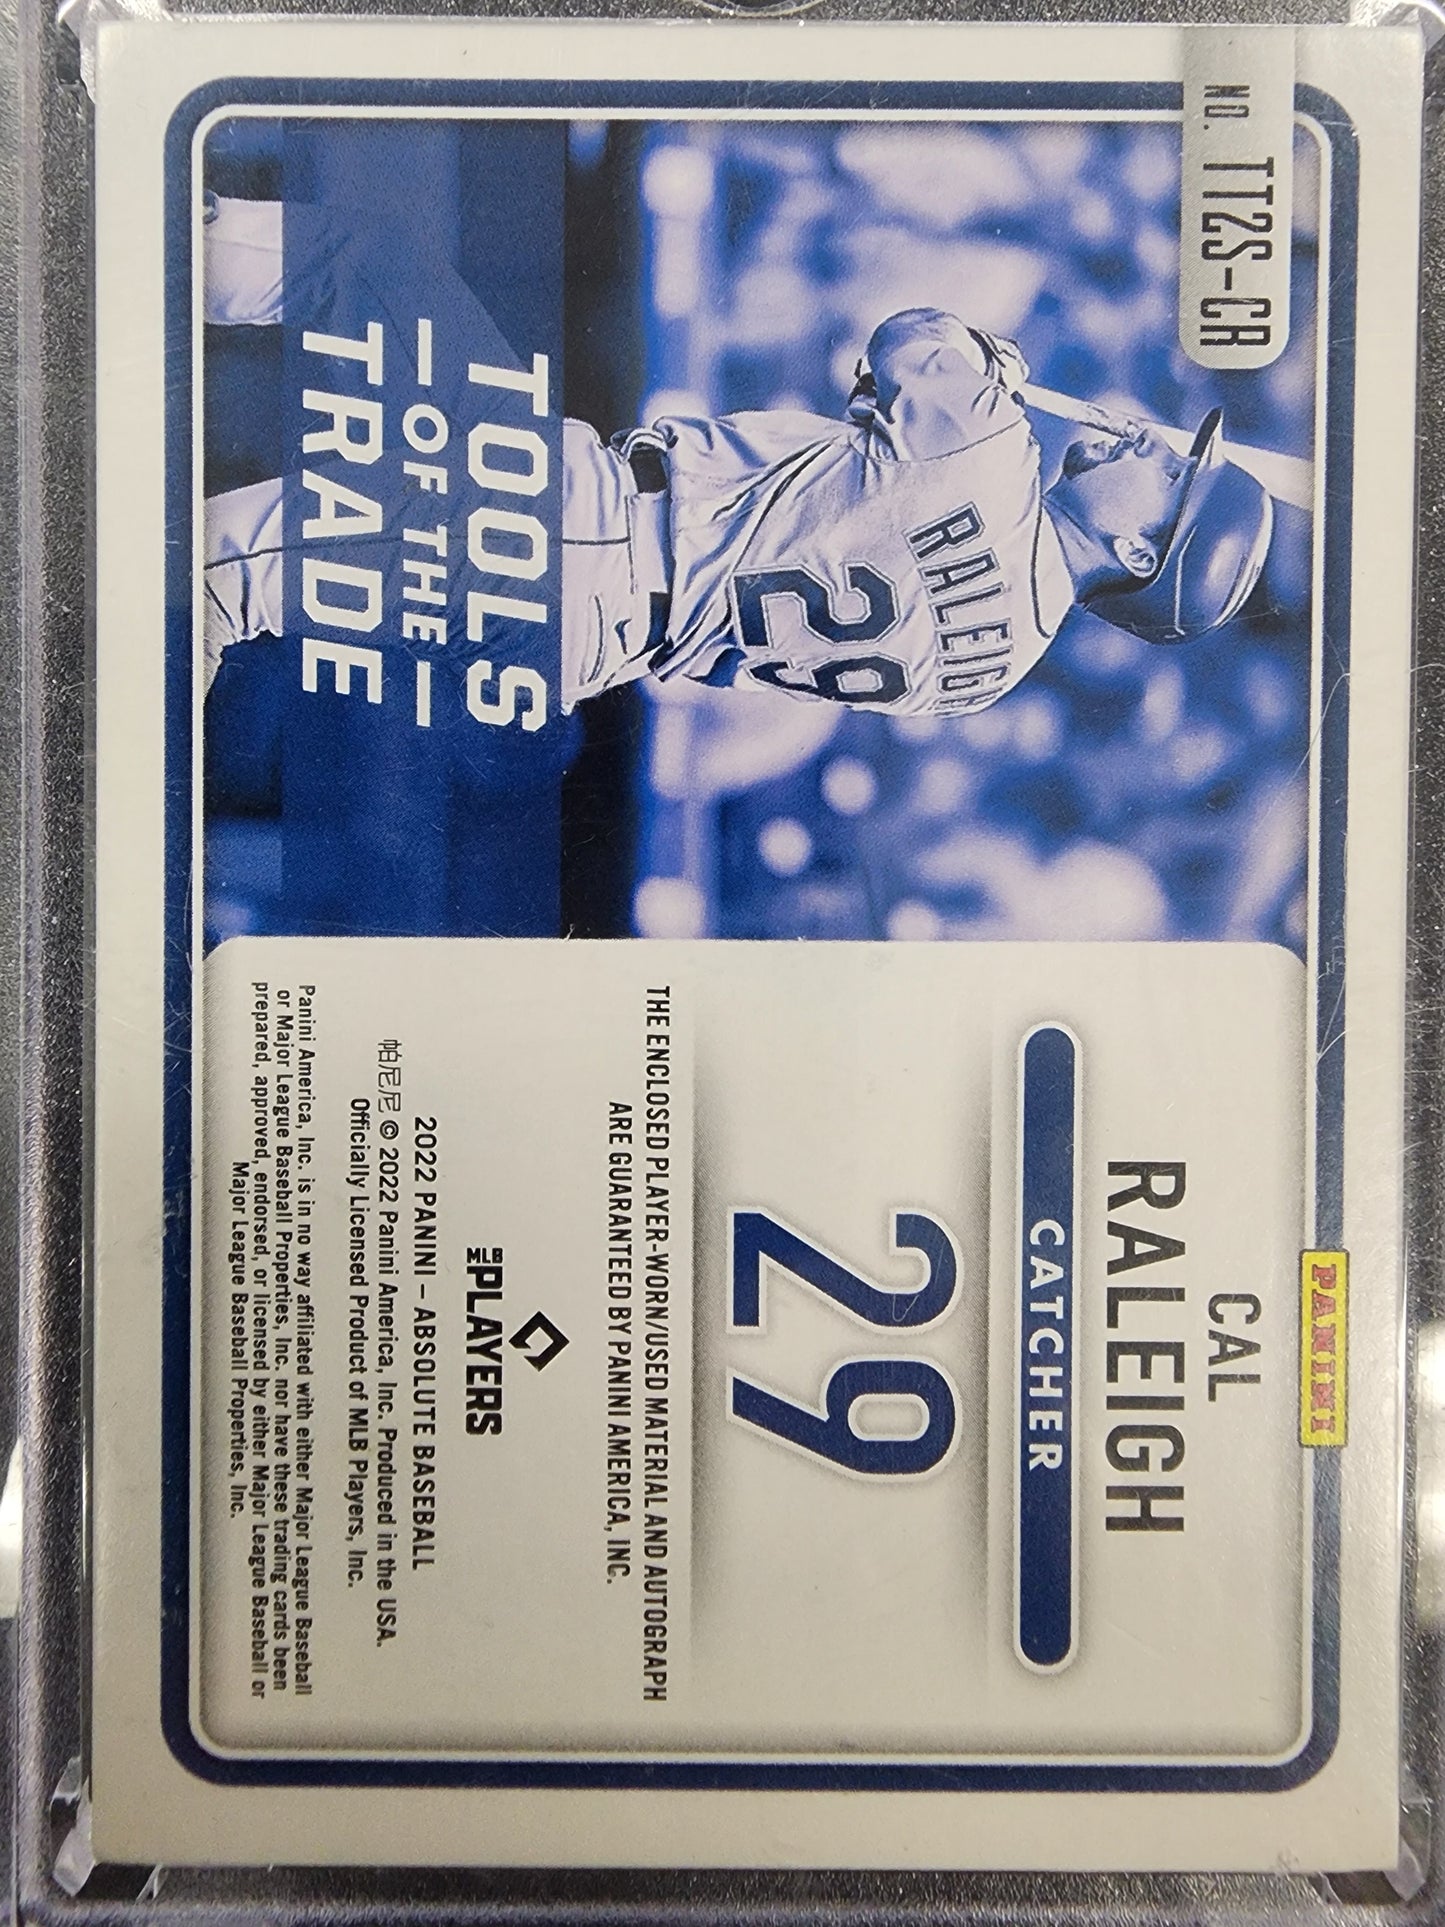 NO. TT2S-CR
RALEIGH
29
TOOLS
OF THE
TRADE
PANINI
CAL
RALEIGH
CATCHER
29
THE ENCLOSED PLAYER-WORN/USED MATERIAL AND AUTOGRAPH
ARE GUARANTEED BY PANINI AMERICA, INC.
MLB PLAYERS
2022 PANINI – ABSOLUTE BASEBALL
帕尼尼 © 2022 Panini America, Inc. Produced in the USA.
Officially Licensed Product of MLB Players, Inc.
Panini America, Inc. is in no way affiliated with either Major League Baseball
or Major League Baseball Properties, Inc. nor have these trading cards been
prepared, approved, endorsed, or licensed by either Major League Baseball or
Major League Baseball Properties, Inc.